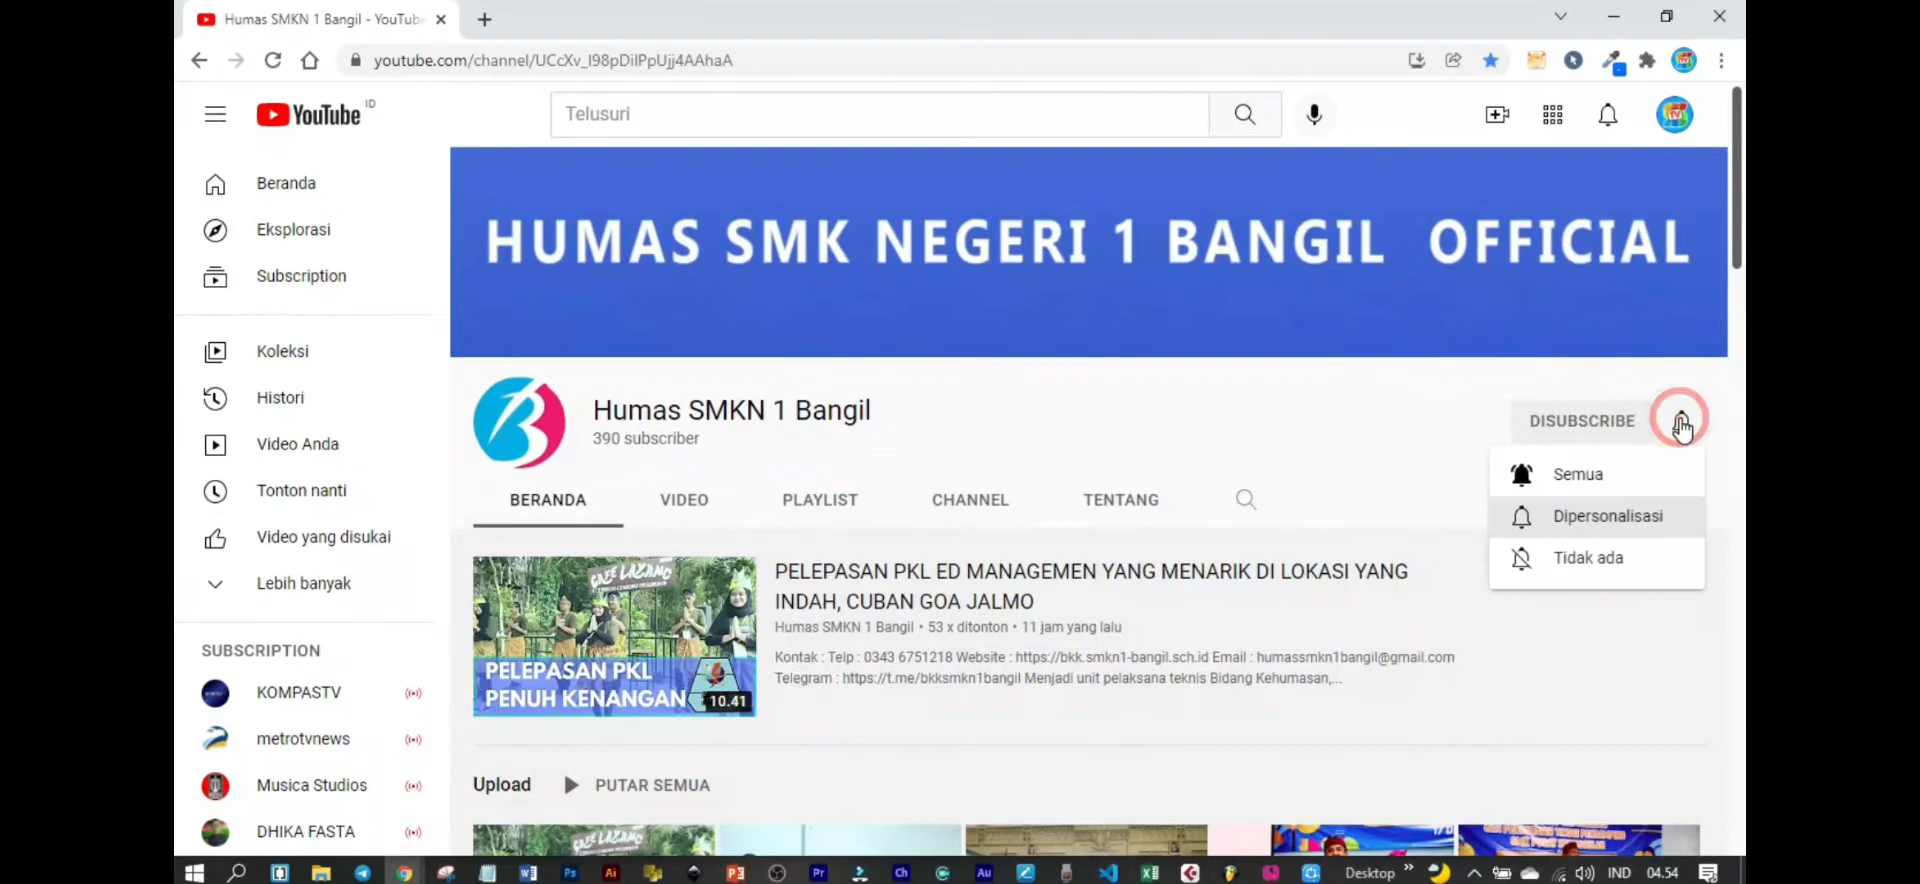 Humas SMKN 1 Bangil - YouTube
youtube.com/channel/UCcXv_I98pDiIPpUjj4AAhaA
YouTube ID
Telusuri
Beranda
Eksplorasi
Subscription
Koleksi
Histori
Video Anda
Tonton nanti
Video yang disukai
Lebih banyak
SUBSCRIPTION
KOMPASTV
metrotvnews
Musica Studios
DHIKA FASTA
HUMAS SMK NEGERI 1 BANGIL OFFICIAL
Humas SMKN 1 Bangil
390 subscriber
DISUBSCRIBE
Semua
Dipersonalisasi
Tidak ada
BERANDA VIDEO PLAYLIST CHANNEL TENTANG
CAFE LAZANO
PELEPASAN PKL
PENUH KENANGAN
10.41
PELEPASAN PKL ED MANAGEMEN YANG MENARIK DI LOKASI YANG
INDAH, CUBAN GOA JALMO
Humas SMKN 1 Bangil • 53 x ditonton • 11 jam yang lalu
Kontak : Telp : 0343 6751218 Website : https://bkk.smkn1-bangil.sch.id Email : humassmkn1bangil@gmail.com
Telegram : https://t.me/bkksmkn1bangil Menjadi unit pelaksana teknis Bidang Kehumasan,...
Upload PUTAR SEMUA
Desktop » IND 04.54